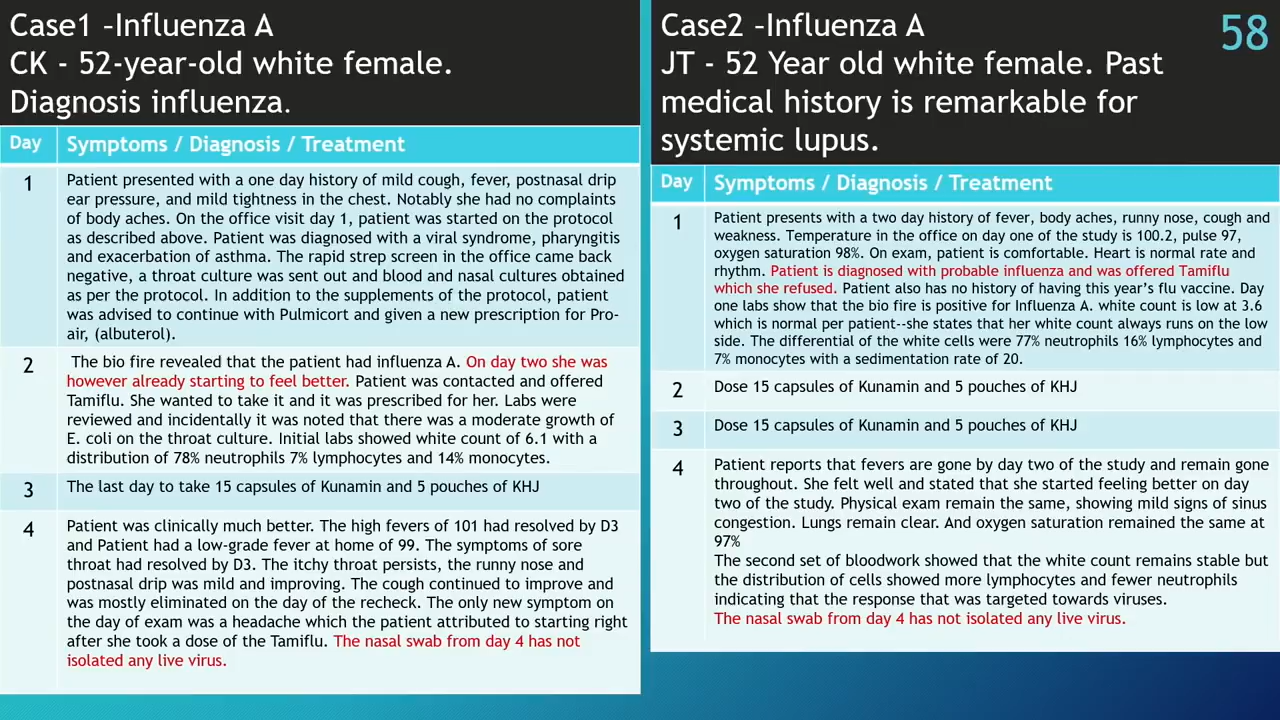 Case1 –Influenza A
CK - 52-year-old white female.
Diagnosis influenza.
Day Symptoms / Diagnosis / Treatment
1 Patient presented with a one day history of mild cough, fever, postnasal drip
ear pressure, and mild tightness in the chest. Notably she had no complaints
of body aches. On the office visit day 1, patient was started on the protocol
as described above. Patient was diagnosed with a viral syndrome, pharyngitis
and exacerbation of asthma. The rapid strep screen in the office came back
negative, a throat culture was sent out and blood and nasal cultures obtained
as per the protocol. In addition to the supplements of the protocol, patient
was advised to continue with Pulmicort and given a new prescription for Pro-
air, (albuterol).
2 The bio fire revealed that the patient had influenza A. On day two she was
however already starting to feel better. Patient was contacted and offered
Tamiflu. She wanted to take it and it was prescribed for her. Labs were
reviewed and incidentally it was noted that there was a moderate growth of
E. coli on the throat culture. Initial labs showed white count of 6.1 with a
distribution of 78% neutrophils 7% lymphocytes and 14% monocytes.
3 The last day to take 15 capsules of Kunamin and 5 pouches of KHJ
4 Patient was clinically much better. The high fevers of 101 had resolved by D3
and Patient had a low-grade fever at home of 99. The symptoms of sore
throat had resolved by D3. The itchy throat persists, the runny nose and
postnasal drip was mild and improving. The cough continued to improve and
was mostly eliminated on the day of the recheck. The only new symptom on
the day of exam was a headache which the patient attributed to starting right
after she took a dose of the Tamiflu. The nasal swab from day 4 has not
isolated any live virus.
Case2 –Influenza A
58
JT - 52 Year old white female. Past
medical history is remarkable for
systemic lupus.
Day Symptoms / Diagnosis / Treatment
1 Patient presents with a two day history of fever, body aches, runny nose, cough and
weakness. Temperature in the office on day one of the study is 100.2, pulse 97,
oxygen saturation 98%. On exam, patient is comfortable. Heart is normal rate and
rhythm. Patient is diagnosed with probable influenza and was offered Tamiflu
which she refused. Patient also has no history of having this year's flu vaccine. Day
one labs show that the bio fire is positive for Influenza A. white count is low at 3.6
which is normal per patient--she states that her white count always runs on the low
side. The differential of the white cells were 77% neutrophils 16% lymphocytes and
7% monocytes with a sedimentation rate of 20.
2 Dose 15 capsules of Kunamin and 5 pouches of KHJ
3 Dose 15 capsules of Kunamin and 5 pouches of KHJ
4 Patient reports that fevers are gone by day two of the study and remain gone
throughout. She felt well and stated that she started feeling better on day
two of the study. Physical exam remain the same, showing mild signs of sinus
congestion. Lungs remain clear. And oxygen saturation remained the same at
97%
The second set of bloodwork showed that the white count remains stable but
the distribution of cells showed more lymphocytes and fewer neutrophils
indicating that the response that was targeted towards viruses.
The nasal swab from day 4 has not isolated any live virus.